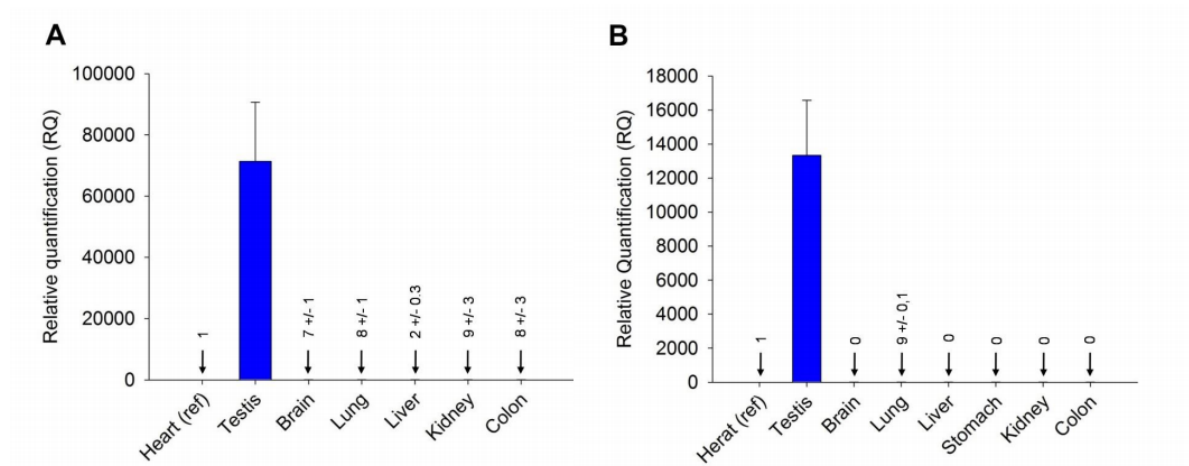 A
Relative quantification (RQ)
100000
80000
60000
40000
20000
0
1
7 +/- 1
8 +/- 1
2 +/- 0.3
9 +/- 3
8 +/- 3
Heart (ref)
Testis
Brain
Lung
Liver
Kidney
Colon
B
Relative Quantification (RQ)
18000
16000
14000
12000
10000
8000
6000
4000
2000
0
1
0
9 +/- 0,1
0
0
0
0
Herat (ref)
Testis
Brain
Lung
Liver
Stomach
Kidney
Colon